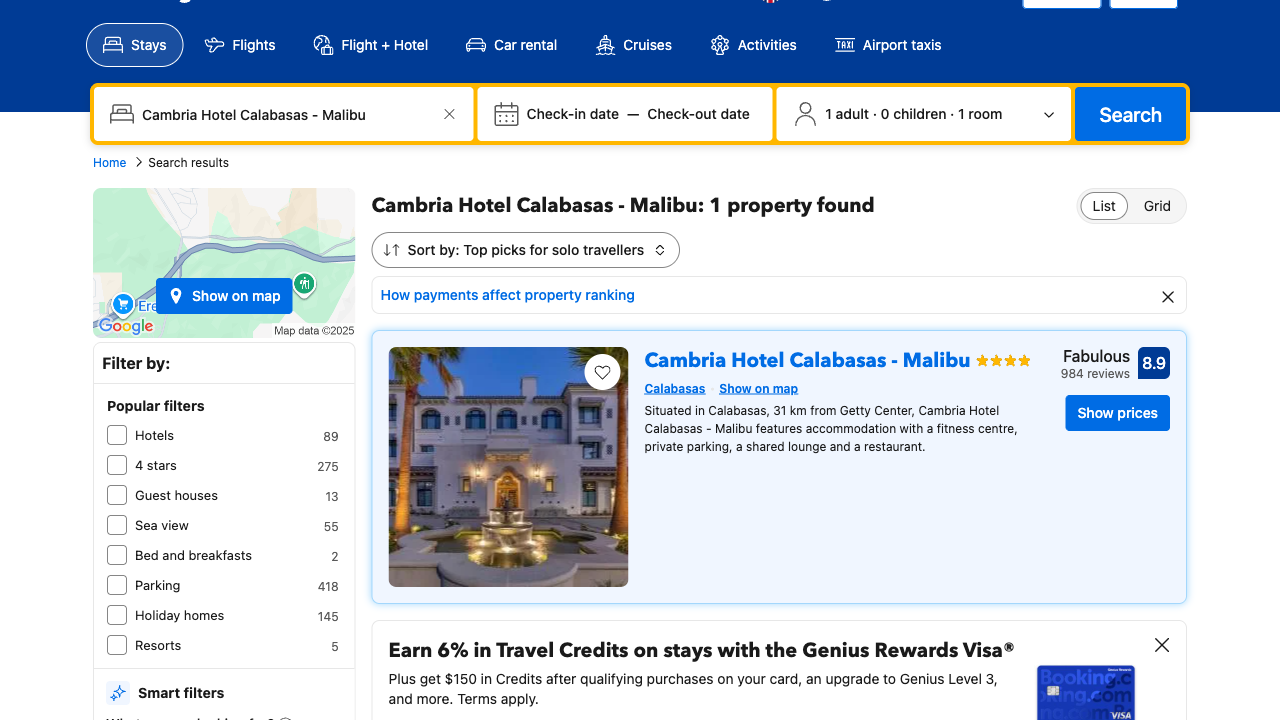 Stays
Flights
Flight + Hotel
Car rental
Cruises
Activities
TAXI
Airport taxis
Cambria Hotel Calabasas - Malibu
Check-in date — Check-out date
1 adult · 0 children · 1 room
Search
Home
Search results
Show on map
Google
Map data ©2025
Cambria Hotel Calabasas - Malibu: 1 property found
List
Grid
Sort by: Top picks for solo travellers
How payments affect property ranking
Filter by:
Popular filters
Hotels 89
4 stars 275
Guest houses 13
Sea view 55
Bed and breakfasts 2
Parking 418
Holiday homes 145
Resorts 5
Smart filters
Cambria Hotel Calabasas - Malibu
Fabulous
984 reviews
8.9
Calabasas
Show on map
Show prices
Situated in Calabasas, 31 km from Getty Center, Cambria Hotel
Calabasas - Malibu features accommodation with a fitness centre,
private parking, a shared lounge and a restaurant.
Earn 6% in Travel Credits on stays with the Genius Rewards Visa®
Plus get $150 in Credits after qualifying purchases on your card, an upgrade to Genius Level 3,
and more. Terms apply.
Booking.c
VISA